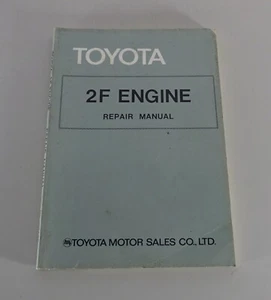 TOYOTA
2F ENGINE
REPAIR MANUAL
TOYOTA MOTOR SALES CO., LTD.